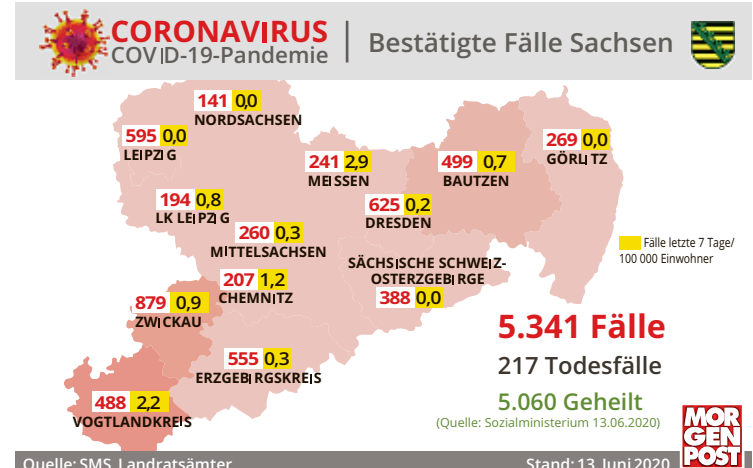 CORONAVIRUS
COVID-19-Pandemie
Bestätigte Fälle Sachsen
141 0,0
NORDSACHSEN
595 0,0
LEIPZIG
241 2,9
MEISSEN
499 0,7
BAUTZEN
269 0,0
GÖRLITZ
194 0,8
LK LEIPZIG
625 0,2
DRESDEN
260 0,3
MITTELSACHSEN
Fälle letzte 7 Tage/
100 000 Einwohner
SÄCHSISCHE SCHWEIZ-
OSTERZGEBIRGE
388 0,0
207 1,2
CHEMNITZ
879 0,9
ZWICKAU
555 0,3
ERZGEBIRGSKREIS
488 2,2
VOGTLANDKREIS
5.341 Fälle
217 Todesfälle
5.060 Geheilt
(Quelle: Sozialministerium 13.06.2020)
MOR
GEN
POST
Quelle: SMS, Landratsämter
Stand: 13. Juni 2020